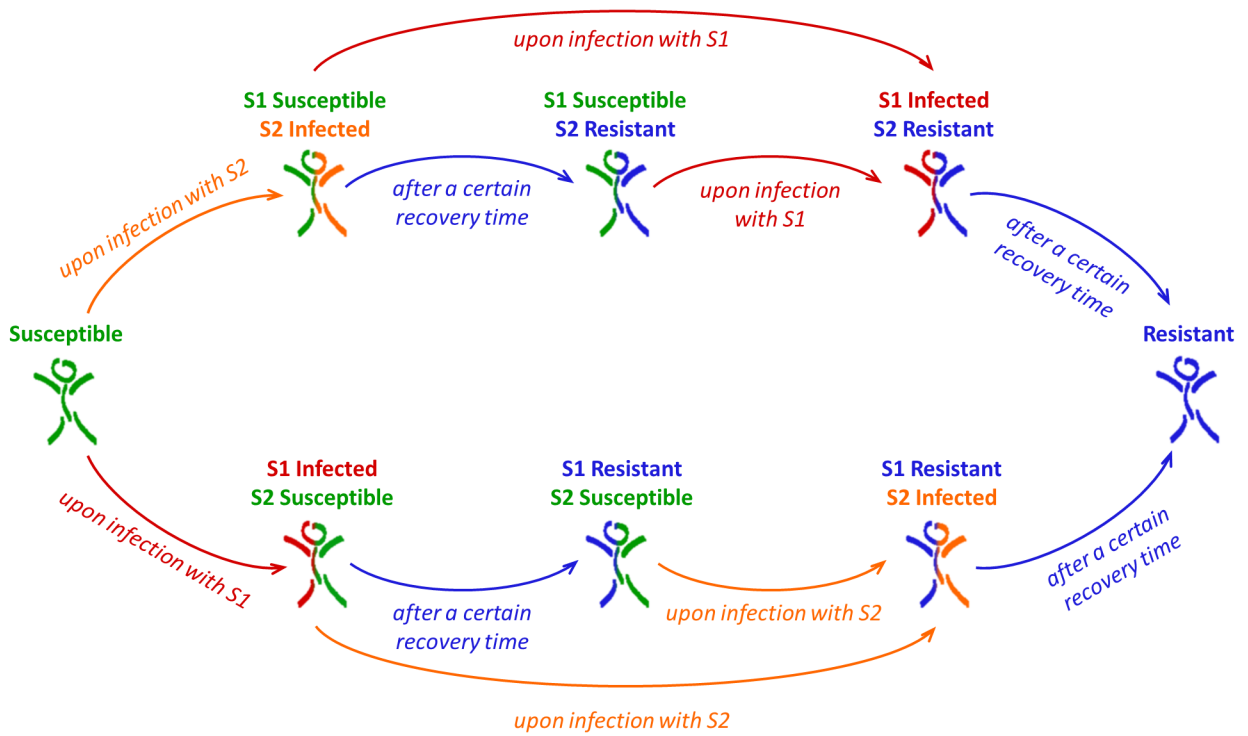 upon infection with S1
S1 Susceptible
S2 Infected
S1 Susceptible
S2 Resistant
S1 Infected
S2 Resistant
upon infection with S2
after a certain
recovery time
upon infection
with S1
after a certain
recovery time
Susceptible
Resistant
S1 Infected
S2 Susceptible
S1 Resistant
S2 Susceptible
S1 Resistant
S2 Infected
upon infection with S1
after a certain
recovery time
upon infection with S2
after a certain
recovery time
upon infection with S2